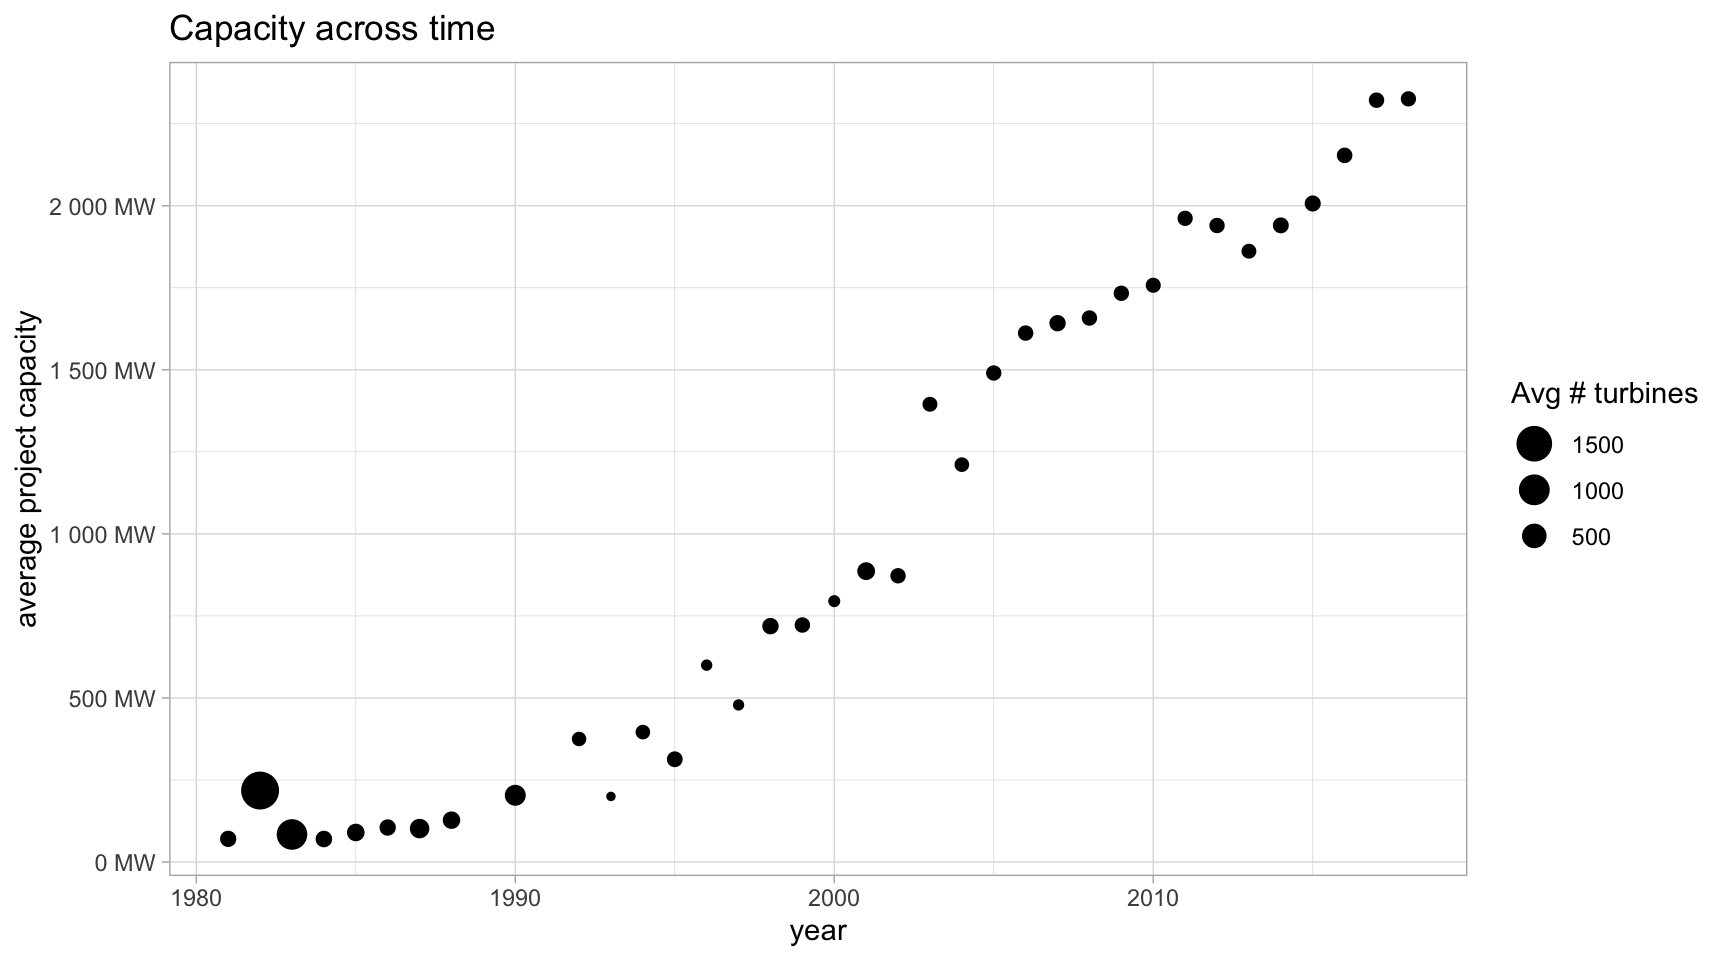 Capacity across time
average project capacity
2 000 MW
1 500 MW
1 000 MW
500 MW
0 MW
1980
1990
2000
2010
year
Avg # turbines
1500
1000
500